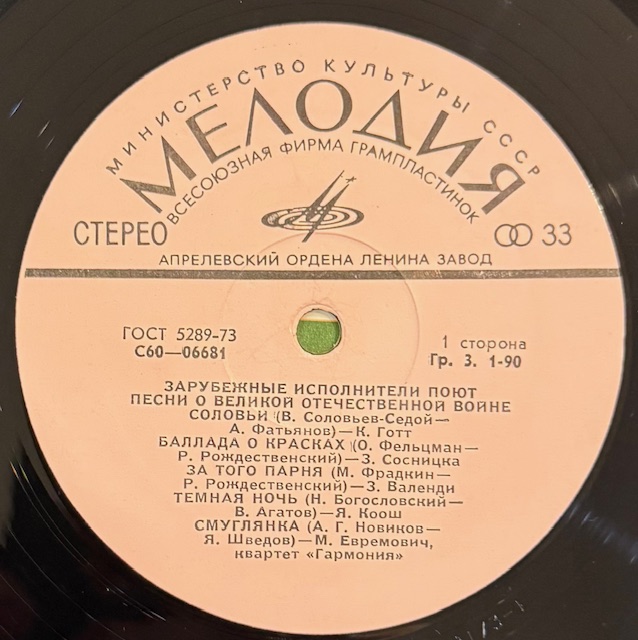 МИНИСТЕРСТВО КУЛЬТУРЫ СССР
МЕЛОДИЯ
ВСЕСОЮЗНАЯ ФИРМА ГРАМПЛАСТИНОК
СТЕРЕО
33
АПРЕЛЕВСКИЙ ОРДЕНА ЛЕНИНА ЗАВОД
ГОСТ 5289-73
С60—06681
1 сторона
Гр. 3. 1-90
ЗАРУБЕЖНЫЕ ИСПОЛНИТЕЛИ ПОЮТ
ПЕСНИ О ВЕЛИКОЙ ОТЕЧЕСТВЕННОЙ ВОЙНЕ
СОЛОВЬИ (В. Соловьев-Седой—
А. Фатьянов)—К. Готт
БАЛЛАДА О КРАСКАХ (О. Фельцман—
Р. Рождественский)—З. Сосницка
ЗА ТОГО ПАРНЯ (М. Фрадкин—
Р. Рождественский)—З. Валенди
ТЕМНАЯ НОЧЬ (Н. Богословский—
В. Агатов)—Я. Коош
СМУГЛЯНКА (А. Г. Новиков—
Я. Шведов)—М. Евремович,
квартет «Гармония»